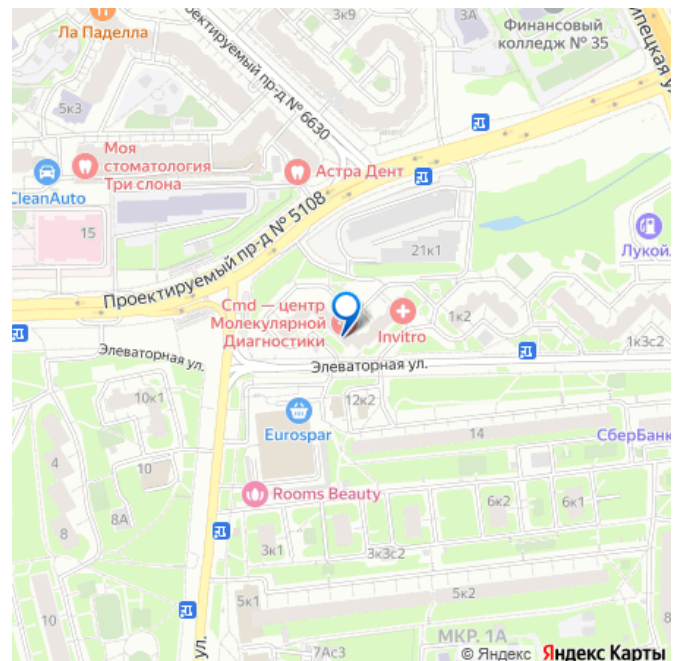 3к9
3А
Финансовый
колледж № 35
Ла Паделла
ипецкая у
роектируемый пр-д № 6630
5к3
Моя
стоматология
Три слона
Астра Дент
CleanAuto
15
Проектируемый пр-д № 5108
21к1
Лукойл
Cmd — центр
Молекулярной
Диагностики
Invitro
1к2
1к3с2
Элеваторная ул.
Элеваторная ул.
10к1
12к2
Eurospar
14
СберБанк
4
10
Rooms Beauty
6к2
6к1
8А
8
3к1
3к3с2
5к1
5к2
10
8
ул.
7Ас3
МКР. 1А
© Яндекс Яндекс Карты